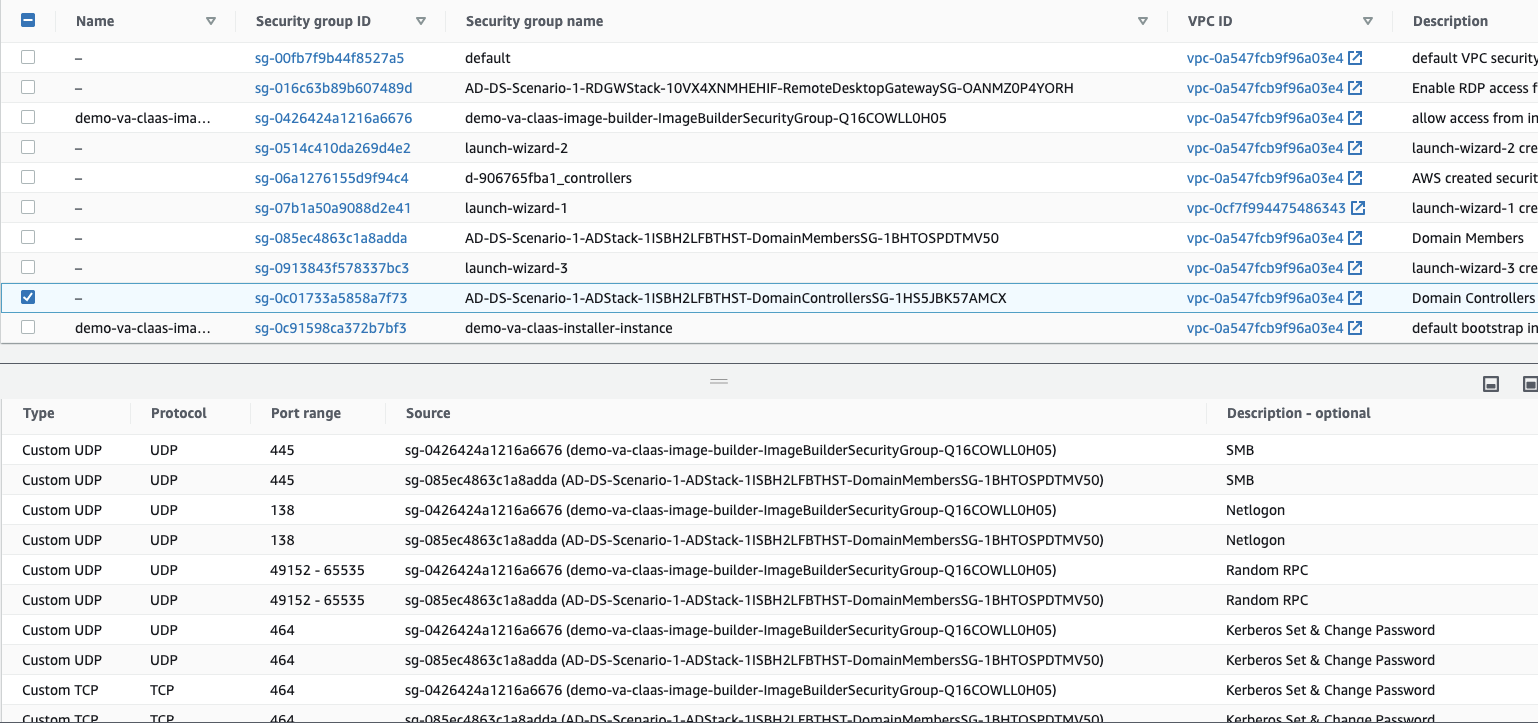 Name Security group ID Security group name VPC ID Description
– sg-00fb7f9b44f8527a5 default vpc-0a547fcb9f96a03e4 default VPC security
– sg-016c63b89b607489d AD-DS-Scenario-1-RDGWStack-10VX4XNMHEHIF-RemoteDesktopGatewaySG-OANMZ0P4YORH vpc-0a547fcb9f96a03e4 Enable RDP access f
demo-va-claas-ima... sg-0426424a1216a6676 demo-va-claas-image-builder-ImageBuilderSecurityGroup-Q16COWLL0H05 vpc-0a547fcb9f96a03e4 allow access from in
– sg-0514c410da269d4e2 launch-wizard-2 vpc-0a547fcb9f96a03e4 launch-wizard-2 cre
– sg-06a1276155d9f94c4 d-906765fba1_controllers vpc-0a547fcb9f96a03e4 AWS created securit
– sg-07b1a50a9088d2e41 launch-wizard-1 vpc-0cf7f994475486343 launch-wizard-1 cre
– sg-085ec4863c1a8adda AD-DS-Scenario-1-ADStack-1ISBH2LFBTHST-DomainMembersSG-1BHTOSPDTMV50 vpc-0a547fcb9f96a03e4 Domain Members
– sg-0913843f578337bc3 launch-wizard-3 vpc-0a547fcb9f96a03e4 launch-wizard-3 cre
– sg-0c01733a5858a7f73 AD-DS-Scenario-1-ADStack-1ISBH2LFBTHST-DomainControllersSG-1HS5JBK57AMCX vpc-0a547fcb9f96a03e4 Domain Controllers
demo-va-claas-ima... sg-0c91598ca372b7bf3 demo-va-claas-installer-instance vpc-0a547fcb9f96a03e4 default bootstrap in
Type Protocol Port range Source Description - optional
Custom UDP UDP 445 sg-0426424a1216a6676 (demo-va-claas-image-builder-ImageBuilderSecurityGroup-Q16COWLL0H05) SMB
Custom UDP UDP 445 sg-085ec4863c1a8adda (AD-DS-Scenario-1-ADStack-1ISBH2LFBTHST-DomainMembersSG-1BHTOSPDTMV50) SMB
Custom UDP UDP 138 sg-0426424a1216a6676 (demo-va-claas-image-builder-ImageBuilderSecurityGroup-Q16COWLL0H05) Netlogon
Custom UDP UDP 138 sg-085ec4863c1a8adda (AD-DS-Scenario-1-ADStack-1ISBH2LFBTHST-DomainMembersSG-1BHTOSPDTMV50) Netlogon
Custom UDP UDP 49152 - 65535 sg-0426424a1216a6676 (demo-va-claas-image-builder-ImageBuilderSecurityGroup-Q16COWLL0H05) Random RPC
Custom UDP UDP 49152 - 65535 sg-085ec4863c1a8adda (AD-DS-Scenario-1-ADStack-1ISBH2LFBTHST-DomainMembersSG-1BHTOSPDTMV50) Random RPC
Custom UDP UDP 464 sg-0426424a1216a6676 (demo-va-claas-image-builder-ImageBuilderSecurityGroup-Q16COWLL0H05) Kerberos Set & Change Password
Custom UDP UDP 464 sg-085ec4863c1a8adda (AD-DS-Scenario-1-ADStack-1ISBH2LFBTHST-DomainMembersSG-1BHTOSPDTMV50) Kerberos Set & Change Password
Custom TCP TCP 464 sg-0426424a1216a6676 (demo-va-claas-image-builder-ImageBuilderSecurityGroup-Q16COWLL0H05) Kerberos Set & Change Password
Custom TCP TCP 464 sg-085ec4863c1a8adda (AD-DS-Scenario-1-ADStack-1ISBH2LFBTHST-DomainMembersSG-1BHTOSPDTMV50) Kerberos Set & Change Password